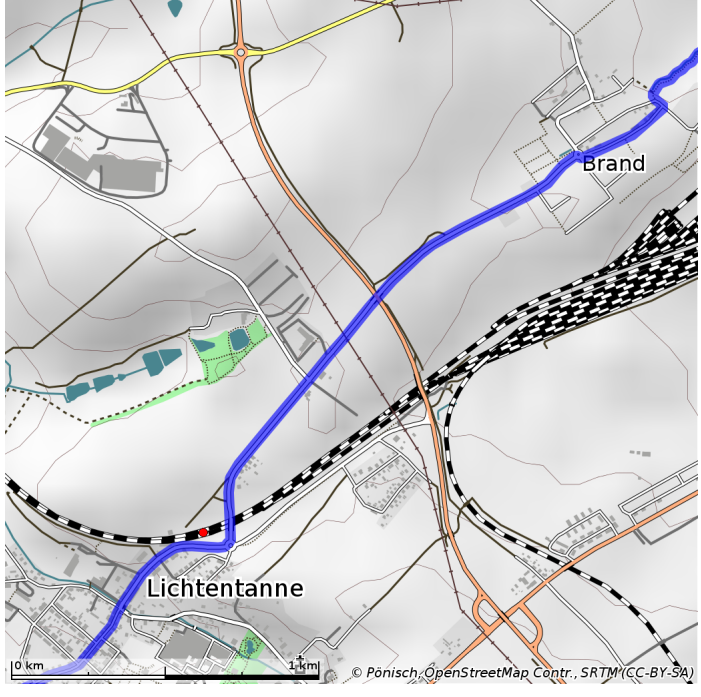 Brand
Lichtentanne
0 km 1 km
© Pönisch, OpenStreetMap Contr., SRTM (CC-BY-SA)